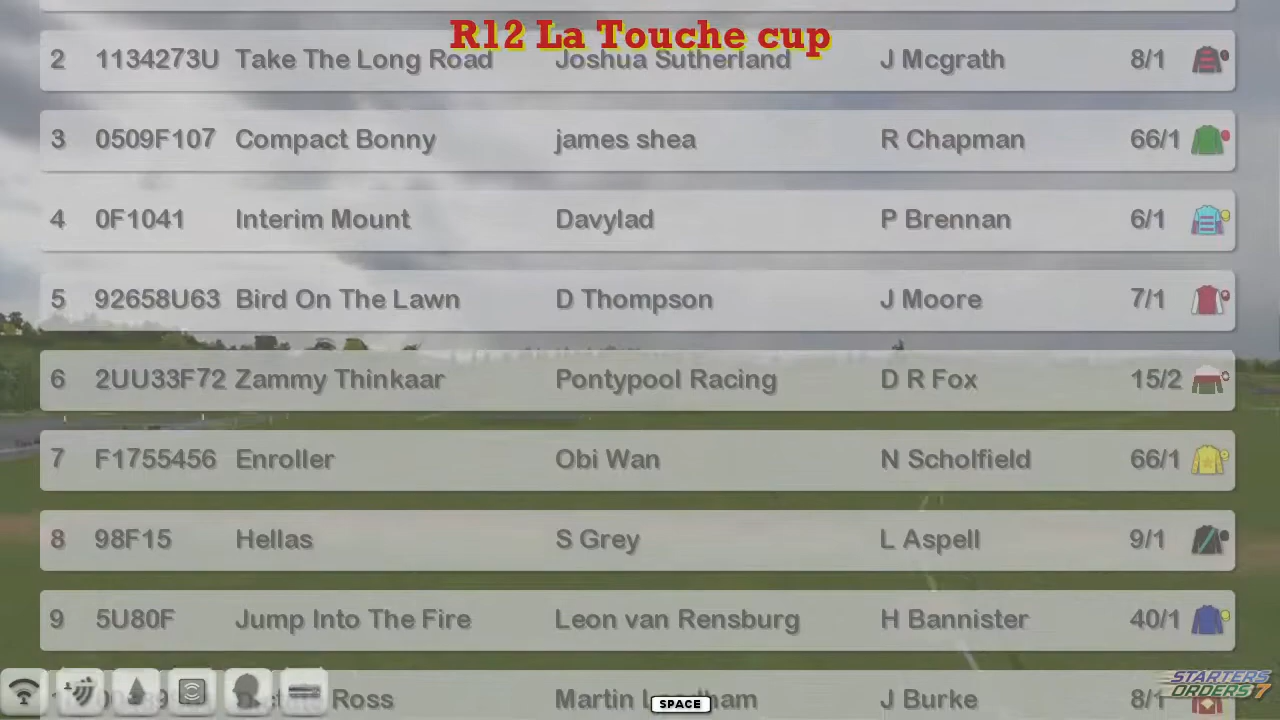 R12 La Touche cup
2 1134273U Take The Long Road Joshua Sutherland J Mcgrath 8/1
3 0509F107 Compact Bonny james shea R Chapman 66/1
4 0F1041 Interim Mount Davylad P Brennan 6/1
5 92658U63 Bird On The Lawn D Thompson J Moore 7/1
6 2UU33F72 Zammy Thinkaar Pontypool Racing D R Fox 15/2
7 F1755456 Enroller Obi Wan N Scholfield 66/1
8 98F15 Hellas S Grey L Aspell 9/1
9 5U80F Jump Into The Fire Leon van Rensburg H Bannister 40/1
Ross Martin J Burke 8/1
SPACE
STARTERS
ORDERS 7